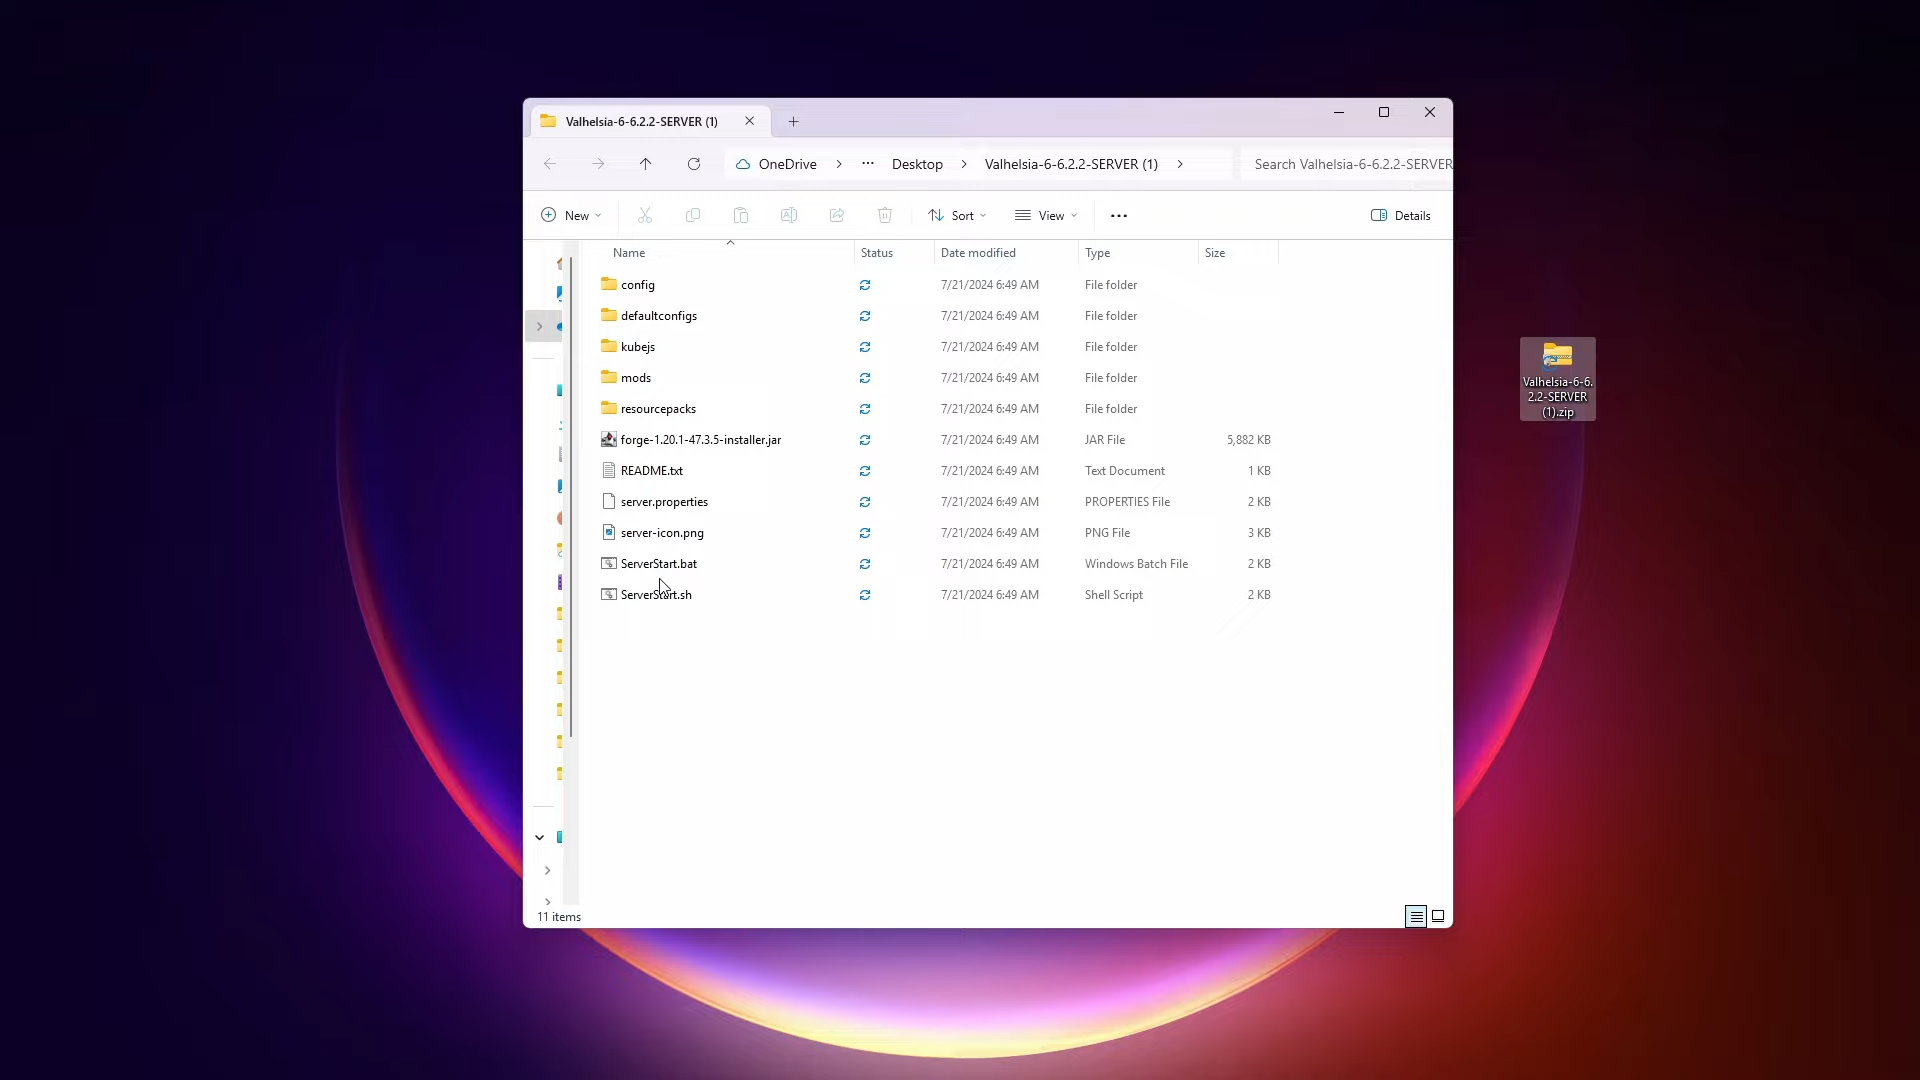 Valhelsia-6-6.2.2-SERVER (1)
OneDrive > ... Desktop > Valhelsia-6-6.2.2-SERVER (1) > Search Valhelsia-6-6.2.2-SERVER
New Sort View ... Details
Name Status Date modified Type Size
config 7/21/2024 6:49 AM File folder
defaultconfigs 7/21/2024 6:49 AM File folder
kubejs 7/21/2024 6:49 AM File folder
mods 7/21/2024 6:49 AM File folder
resourcepacks 7/21/2024 6:49 AM File folder
forge-1.20.1-47.3.5-installer.jar 7/21/2024 6:49 AM JAR File 5,882 KB
README.txt 7/21/2024 6:49 AM Text Document 1 KB
server.properties 7/21/2024 6:49 AM PROPERTIES File 2 KB
server-icon.png 7/21/2024 6:49 AM PNG File 3 KB
ServerStart.bat 7/21/2024 6:49 AM Windows Batch File 2 KB
ServerStart.sh 7/21/2024 6:49 AM Shell Script 2 KB
11 items
Valhelsia-6-6.
2.2-SERVER
(1).zip